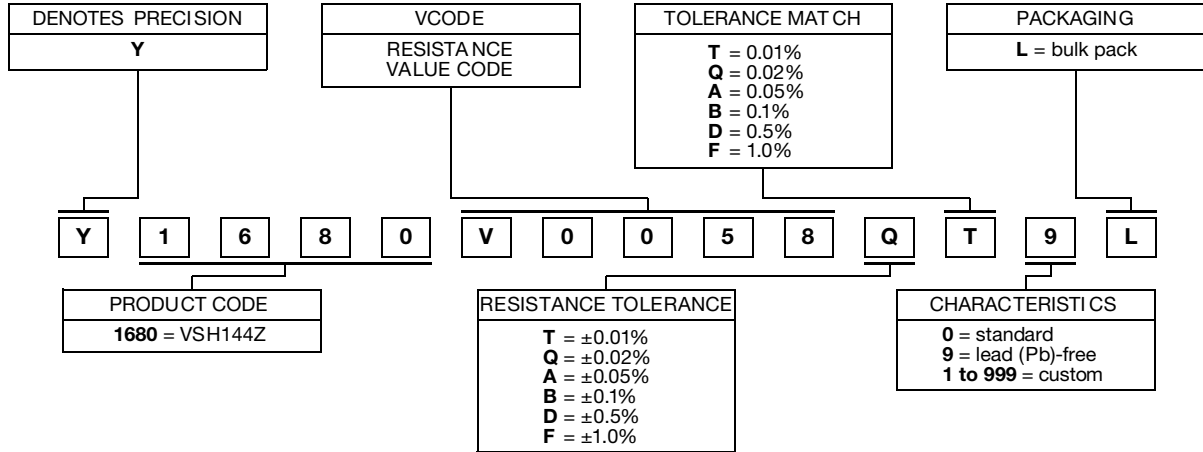 DENOTES PRECISION
Y
VCODE
RESISTANCE
VALUE CODE
TOLERANCE MATCH
T = 0.01%
Q = 0.02%
A = 0.05%
B = 0.1%
D = 0.5%
F = 1.0%
PACKAGING
L = bulk pack
Y 1 6 8 0 V 0 0 5 8 Q T 9 L
PRODUCT CODE
1680 = VSH144Z
RESISTANCE TOLERANCE
T = ±0.01%
Q = ±0.02%
A = ±0.05%
B = ±0.1%
D = ±0.5%
F = ±1.0%
CHARACTERISTICS
0 = standard
9 = lead (Pb)-free
1 to 999 = custom